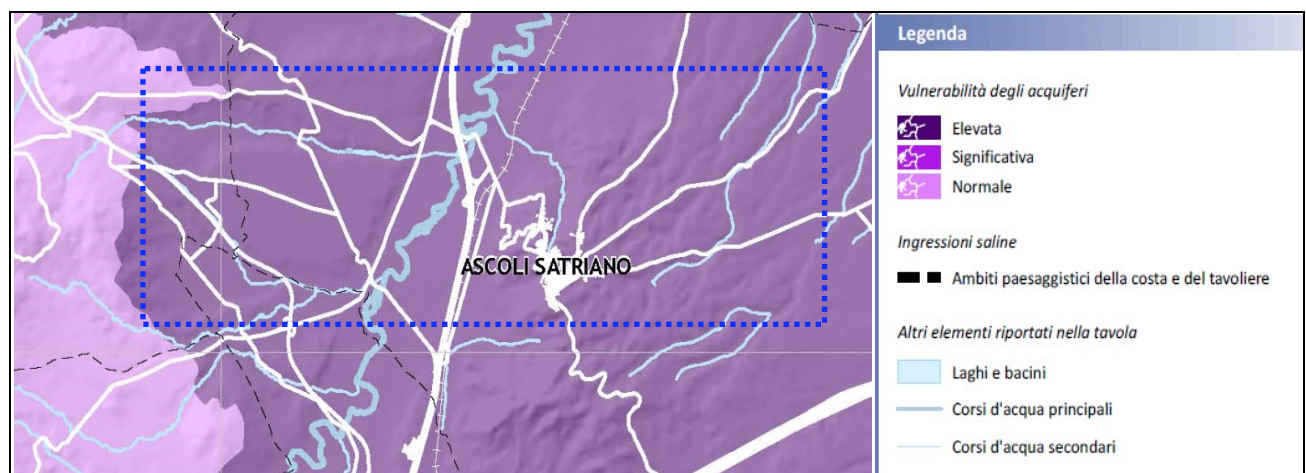 ASCOLI SATRIANO
Legenda
Vulnerabilità degli acquiferi
Elevata
Significativa
Normale
Ingressioni saline
Ambiti paesaggistici della costa e del tavoliere
Altri elementi riportati nella tavola
Laghi e bacini
Corsi d'acqua principali
Corsi d'acqua secondari